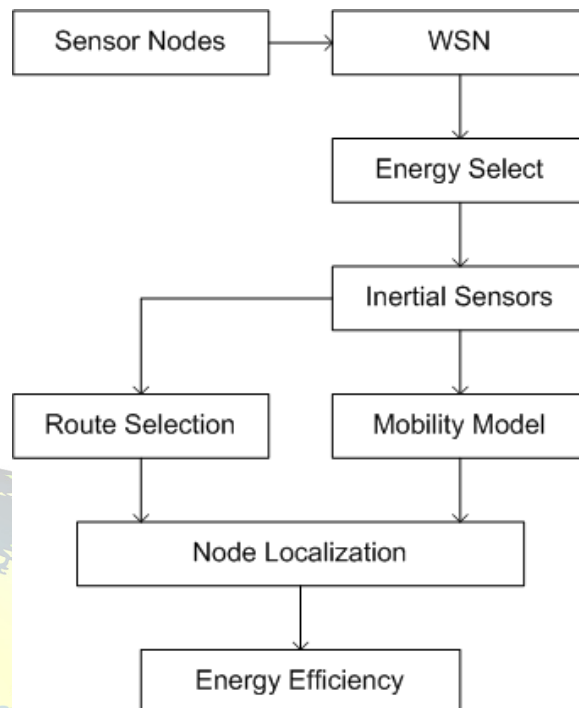 Sensor Nodes
WSN
Energy Select
Inertial Sensors
Route Selection
Mobility Model
Node Localization
Energy Efficiency